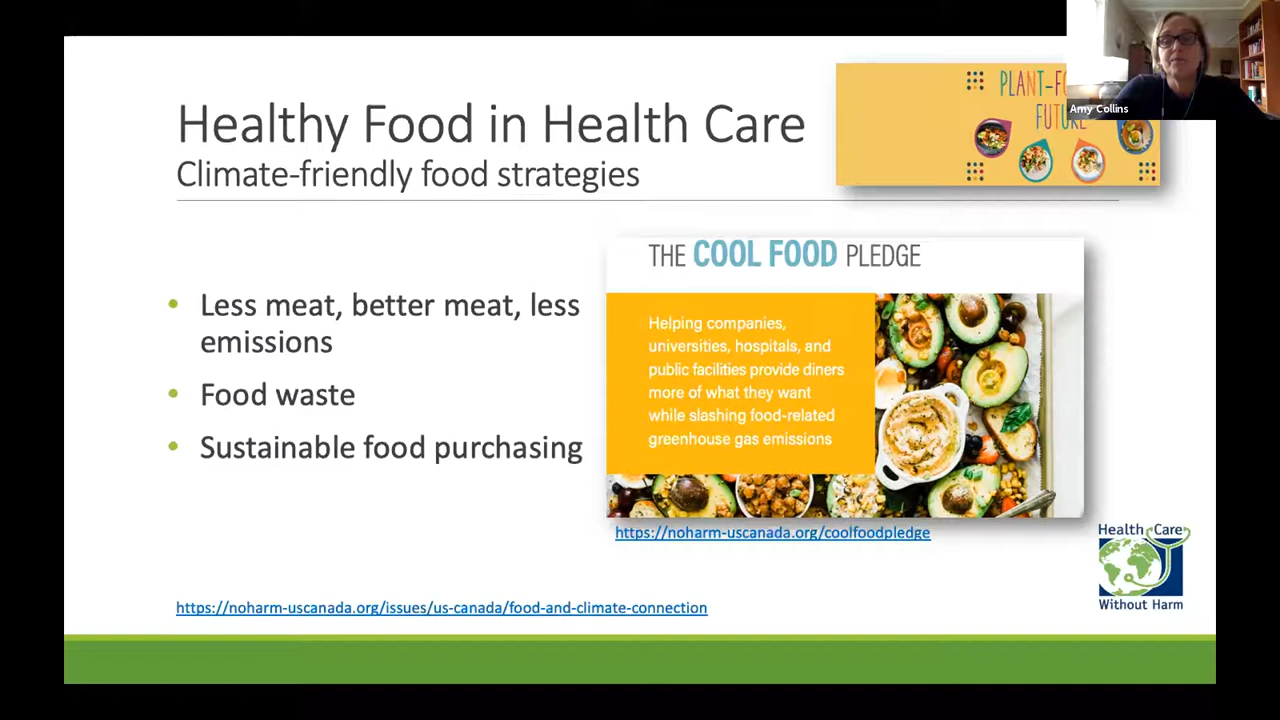 Healthy Food in Health Care
Climate-friendly food strategies
FUTURE
Amy Collins
• Less meat, better meat, less
emissions
• Food waste
• Sustainable food purchasing
THE COOL FOOD PLEDGE
Helping companies,
universities, hospitals, and
public facilities provide diners
more of what they want
while slashing food-related
greenhouse gas emissions
https://noharm-uscanada.org/coolfoodpledge
Health Care
Without Harm
https://noharm-uscanada.org/issues/us-canada/food-and-climate-connection